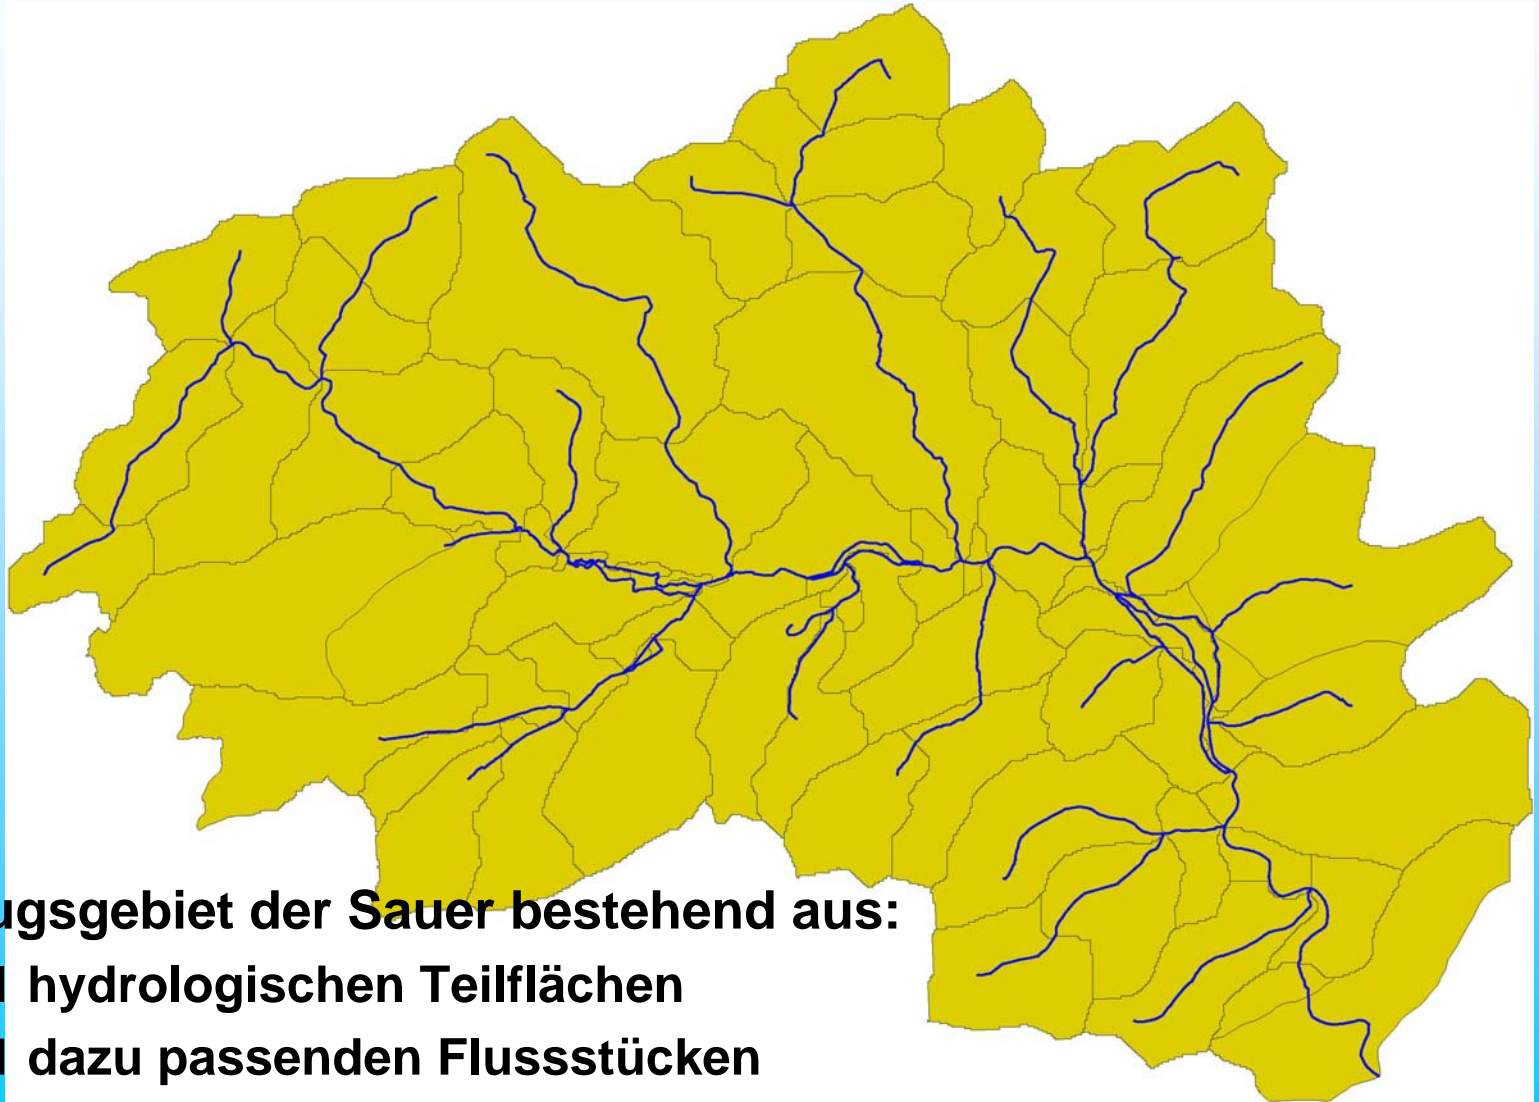 ugsgebiet der Sauer bestehend aus:
hydrologischen Teilflächen
dazu passenden Flussstücken